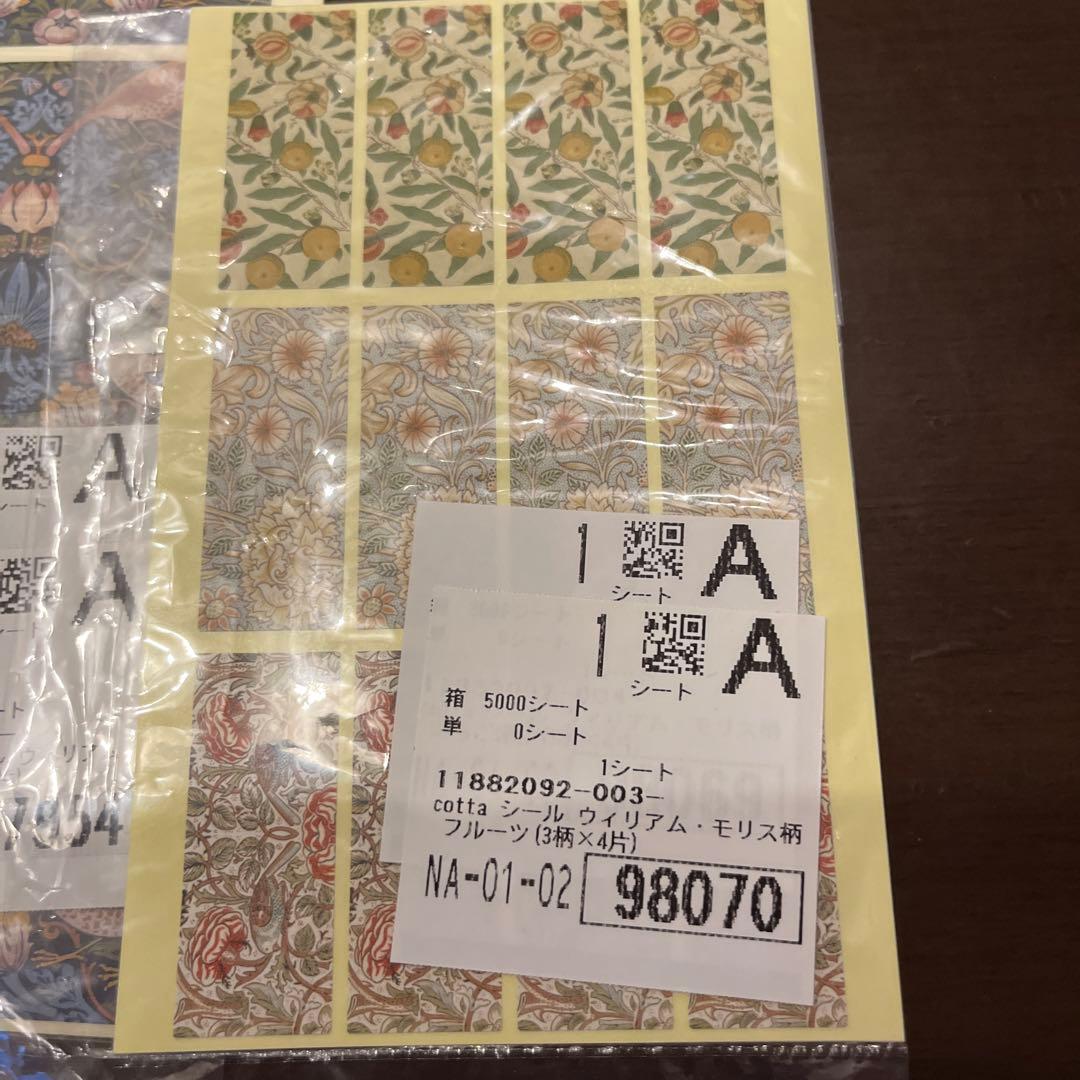 A
シート
A
シート
7954
1 A
シート
1 A
シート
箱 5000シート
単 0シート
1シート
11882092-003-
cotta シール ウィリアム・モリス柄
フルーツ(3柄×4片)
NA-01-02 98070